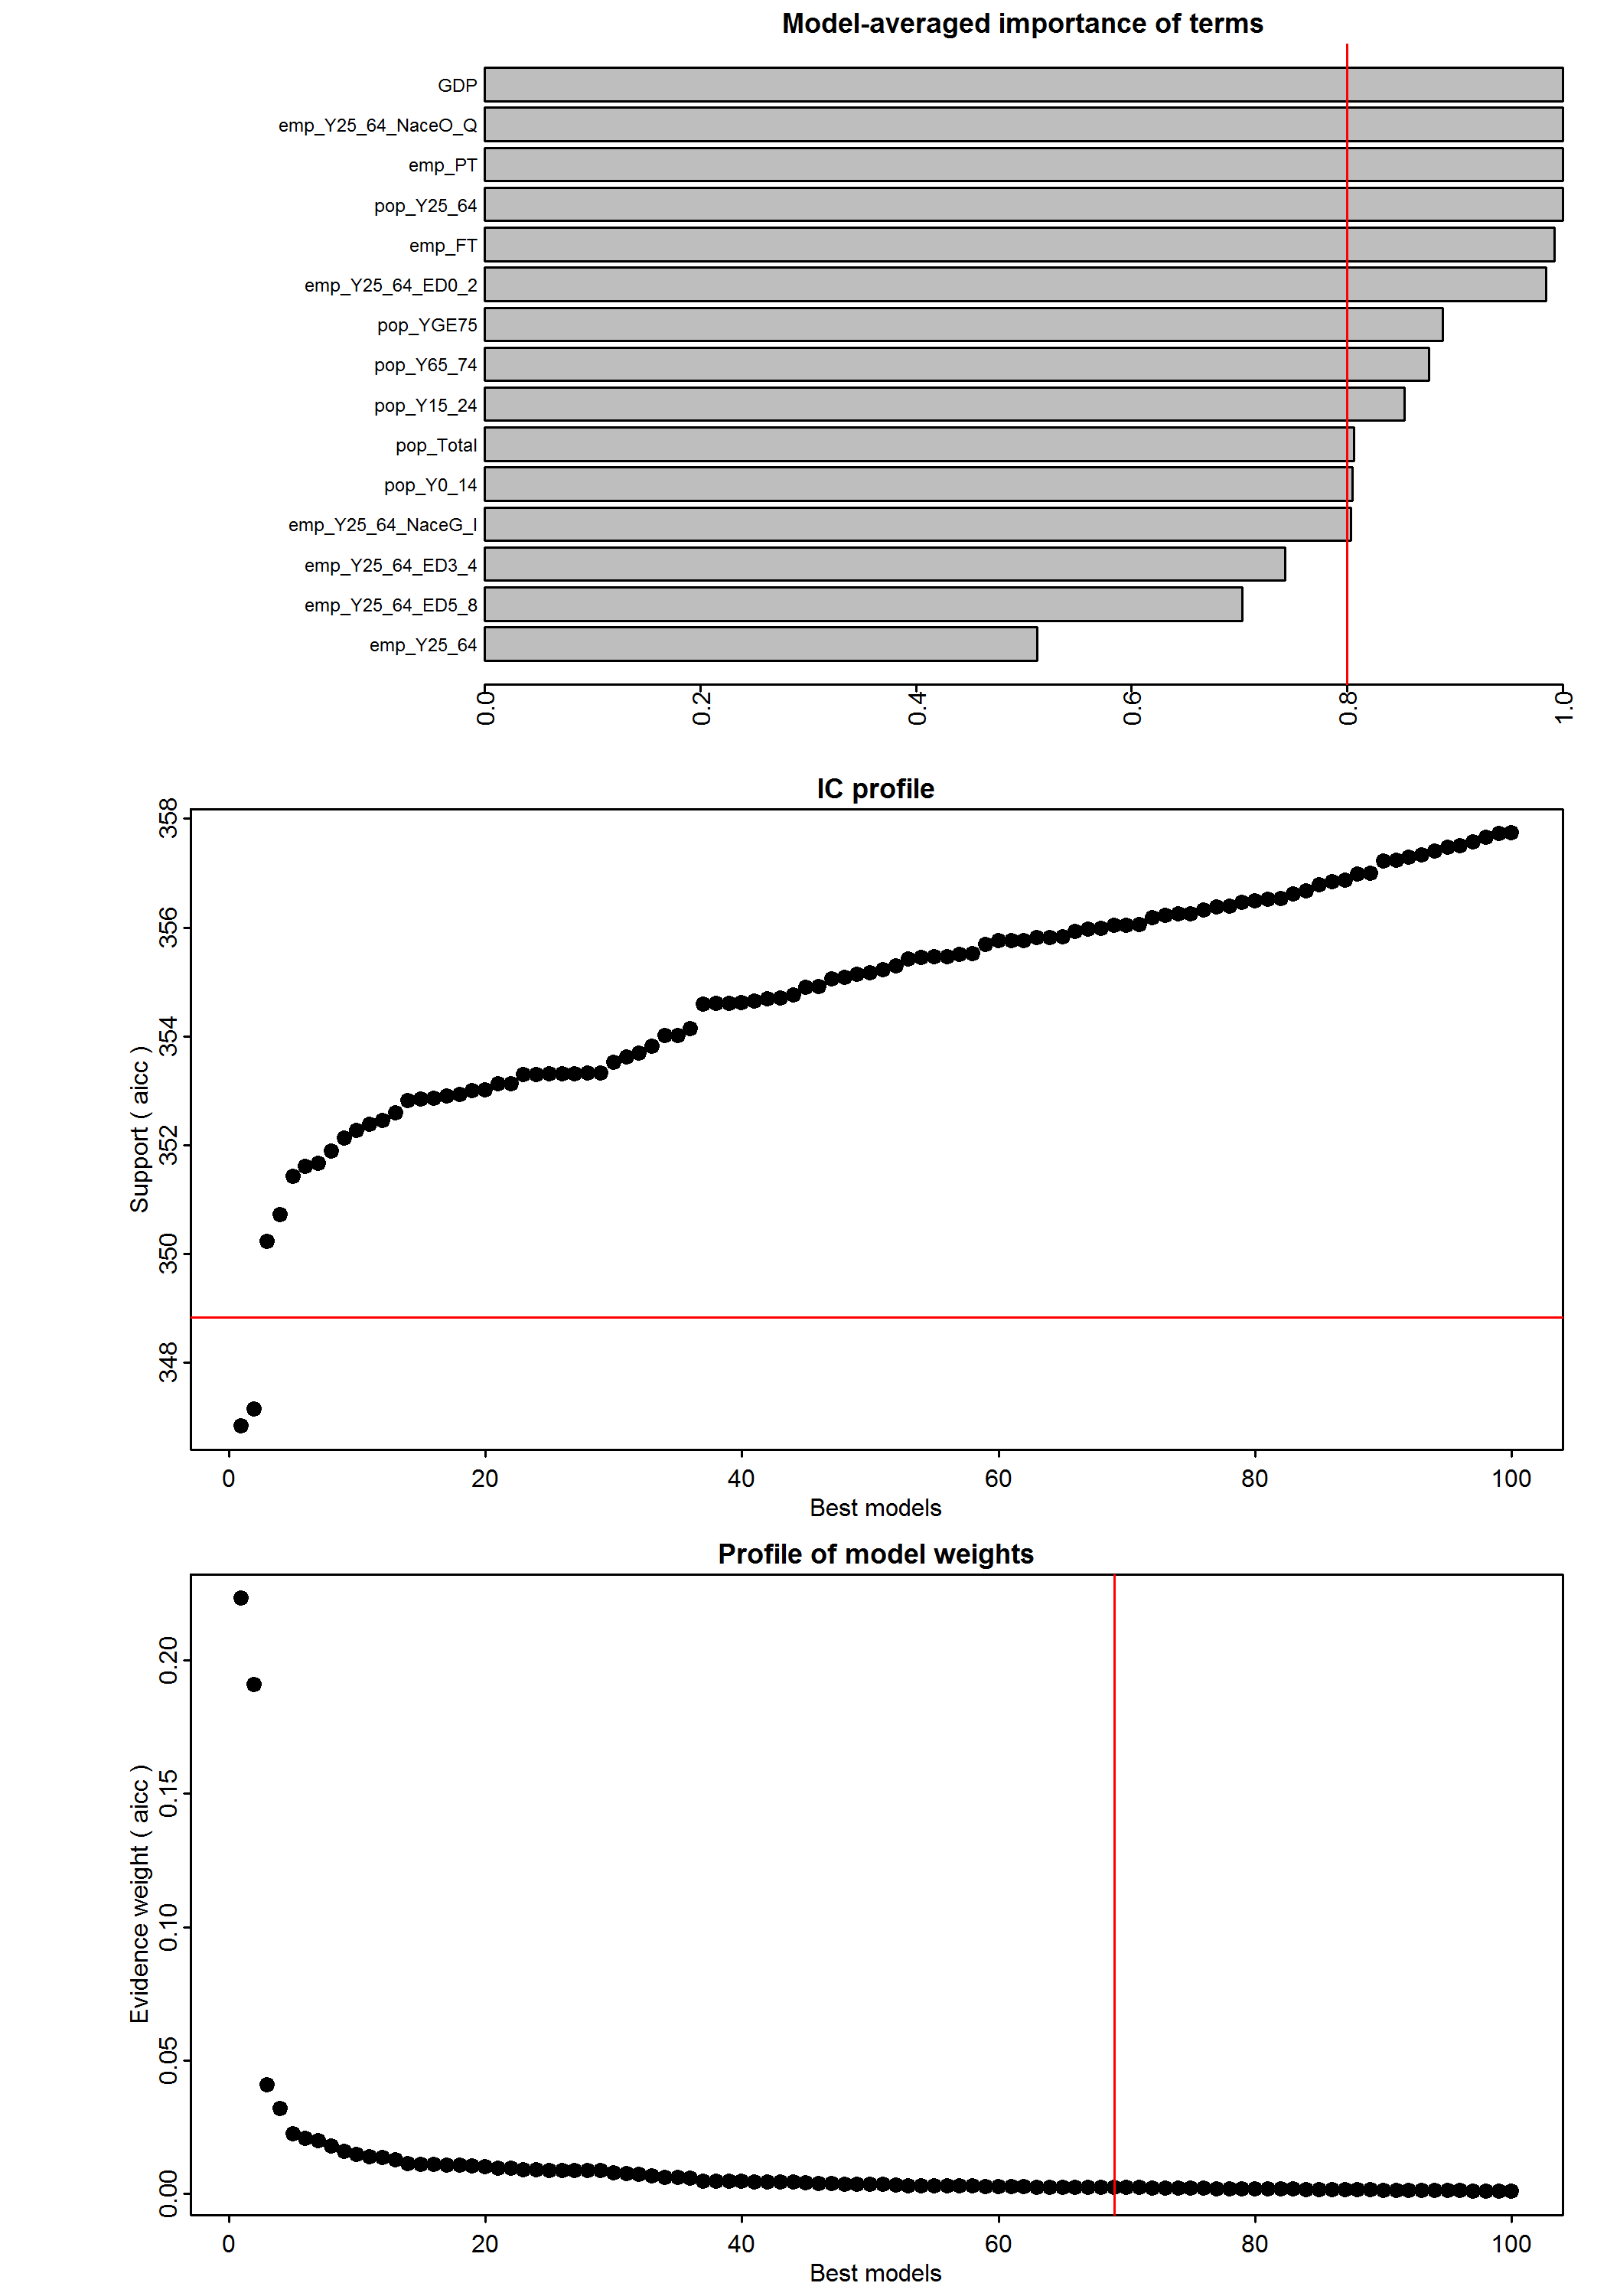 Model-averaged importance of terms
GDP
emp_Y25_64_NaceO_Q
emp_PT
pop_Y25_64
emp_FT
emp_Y25_64_ED0_2
pop_YGE75
pop_Y65_74
pop_Y15_24
pop_Total
pop_Y0_14
emp_Y25_64_NaceG_I
emp_Y25_64_ED3_4
emp_Y25_64_ED5_8
emp_Y25_64
0.0 0.2 0.4 0.6 0.8 1.0
IC profile
Support ( aicc )
358
356
354
352
350
348
0 20 40 60 80 100
Best models
Profile of model weights
Evidence weight ( aicc )
0.20
0.15
0.10
0.05
0.00
0 20 40 60 80 100
Best models